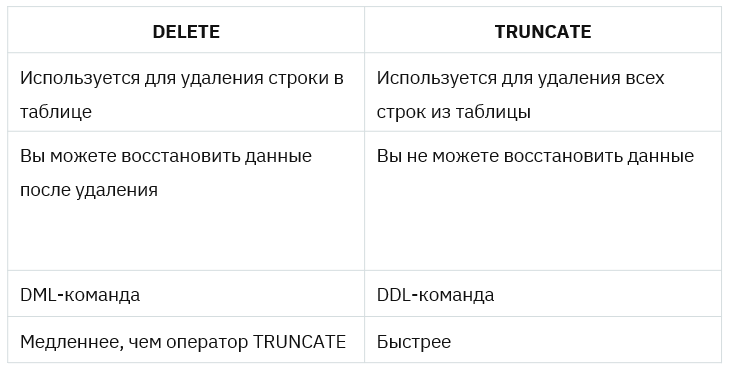 DELETE
TRUNCATE
Используется для удаления строки в
таблице
Используется для удаления всех
строк из таблицы
Вы можете восстановить данные
после удаления
Вы не можете восстановить данные
DML-команда
DDL-команда
Медленнее, чем оператор TRUNCATE
Быстрее